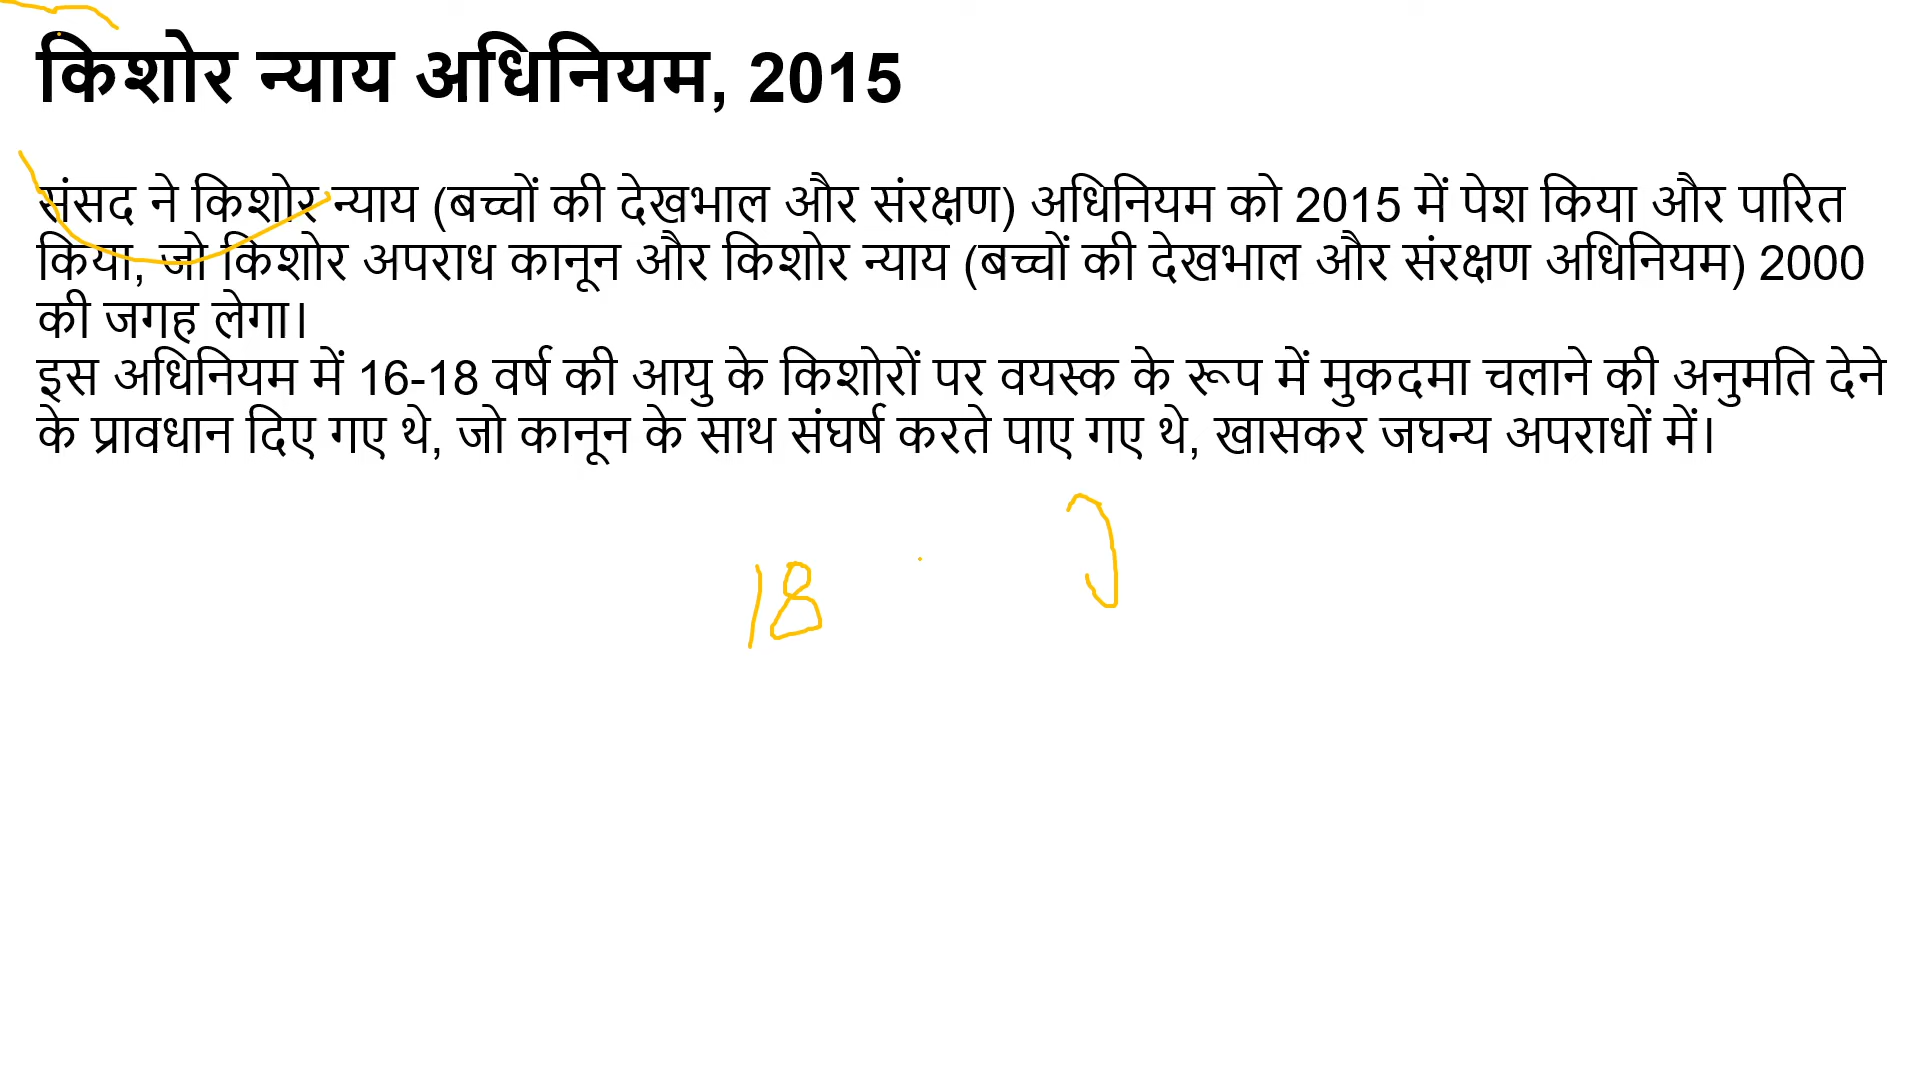 किशोर न्याय अधिनियम, 2015
संसद ने किशोर न्याय (बच्चों की देखभाल और संरक्षण) अधिनियम को 2015 में पेश किया और पारित
किया, जो किशोर अपराध कानून और किशोर न्याय (बच्चों की देखभाल और संरक्षण अधिनियम) 2000
की जगह लेगा।
इस अधिनियम में 16-18 वर्ष की आयु के किशोरों पर वयस्क के रूप में मुकदमा चलाने की अनुमति देने
के प्रावधान दिए गए थे, जो कानून के साथ संघर्ष करते पाए गए थे, खासकर जघन्य अपराधों में।
18